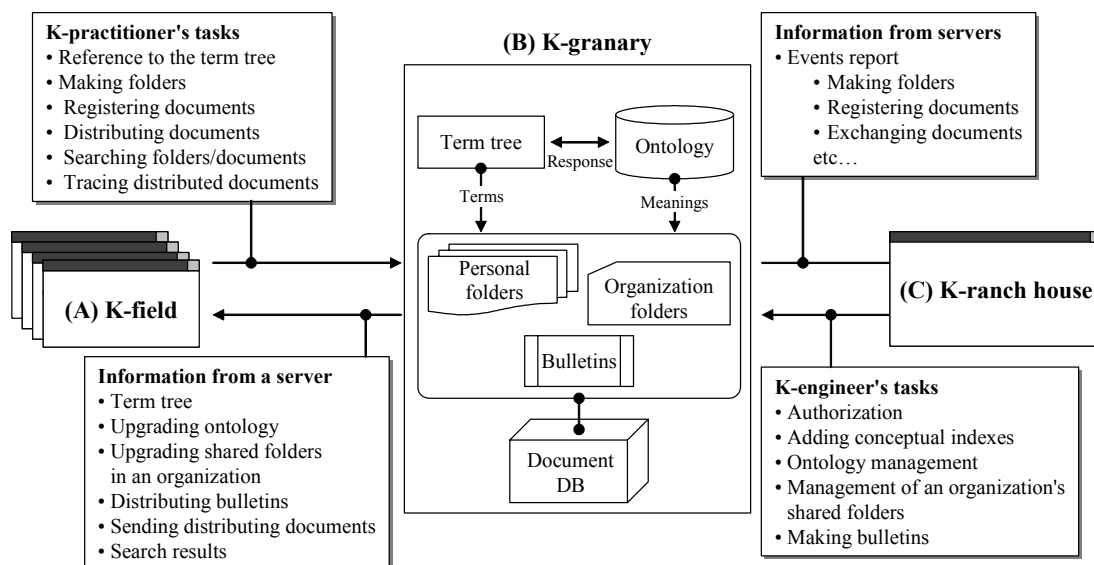 K-practitioner's tasks
• Reference to the term tree
• Making folders
• Registering documents
• Distributing documents
• Searching folders/documents
• Tracing distributed documents
(A) K-field
Information from a server
• Term tree
• Upgrading ontology
• Upgrading shared folders
in an organization
• Distributing bulletins
• Sending distributing documents
• Search results
(B) K-granary
Term tree
Response
Ontology
Terms
Meanings
Personal
folders
Organization
folders
Bulletins
Document
DB
Information from servers
• Events report
• Making folders
• Registering documents
• Exchanging documents
etc…
(C) K-ranch house
K-engineer's tasks
• Authorization
• Adding conceptual indexes
• Ontology management
• Management of an organization's
shared folders
• Making bulletins